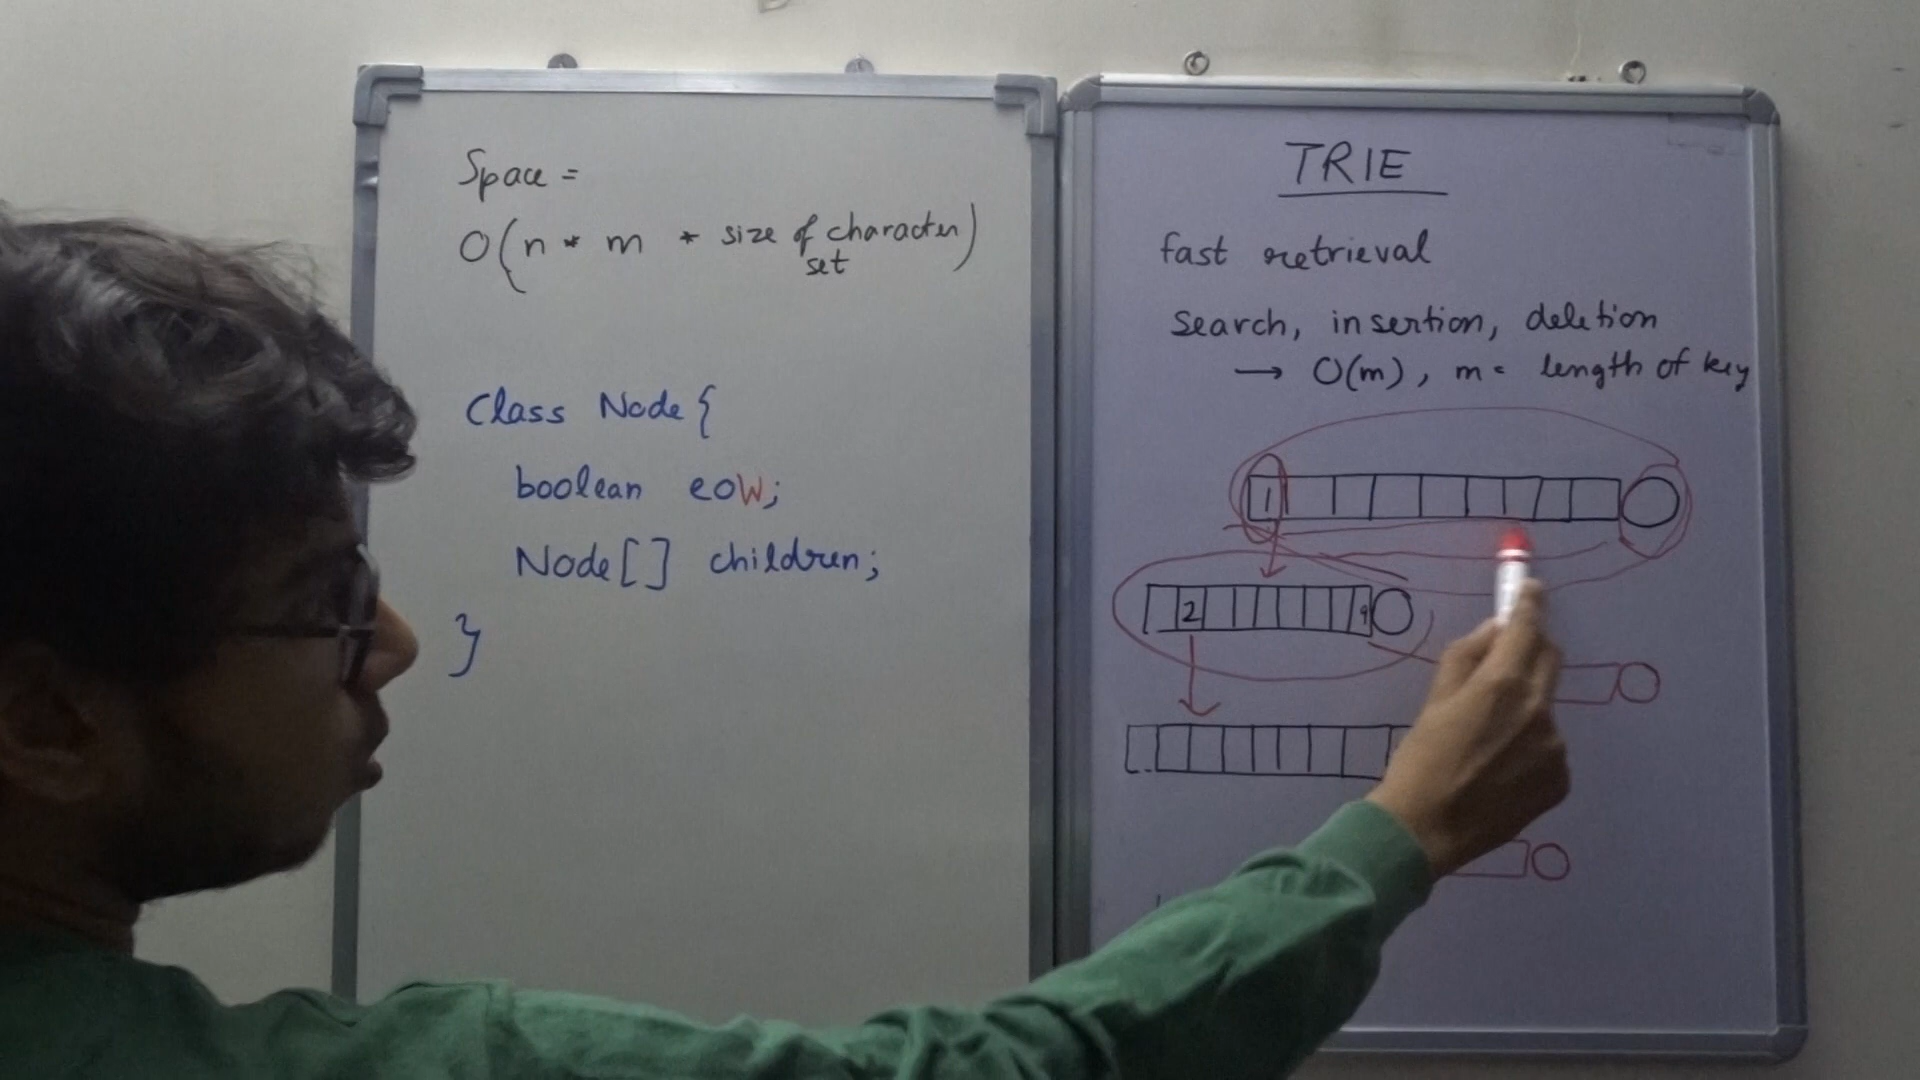 Space =
O(n * m * size of character set)
Class Node {
boolean eow;
Node[] children;
}
TRIE
fast retrieval
search, insertion, deletion
→ O(m), m = length of key
1
2 9